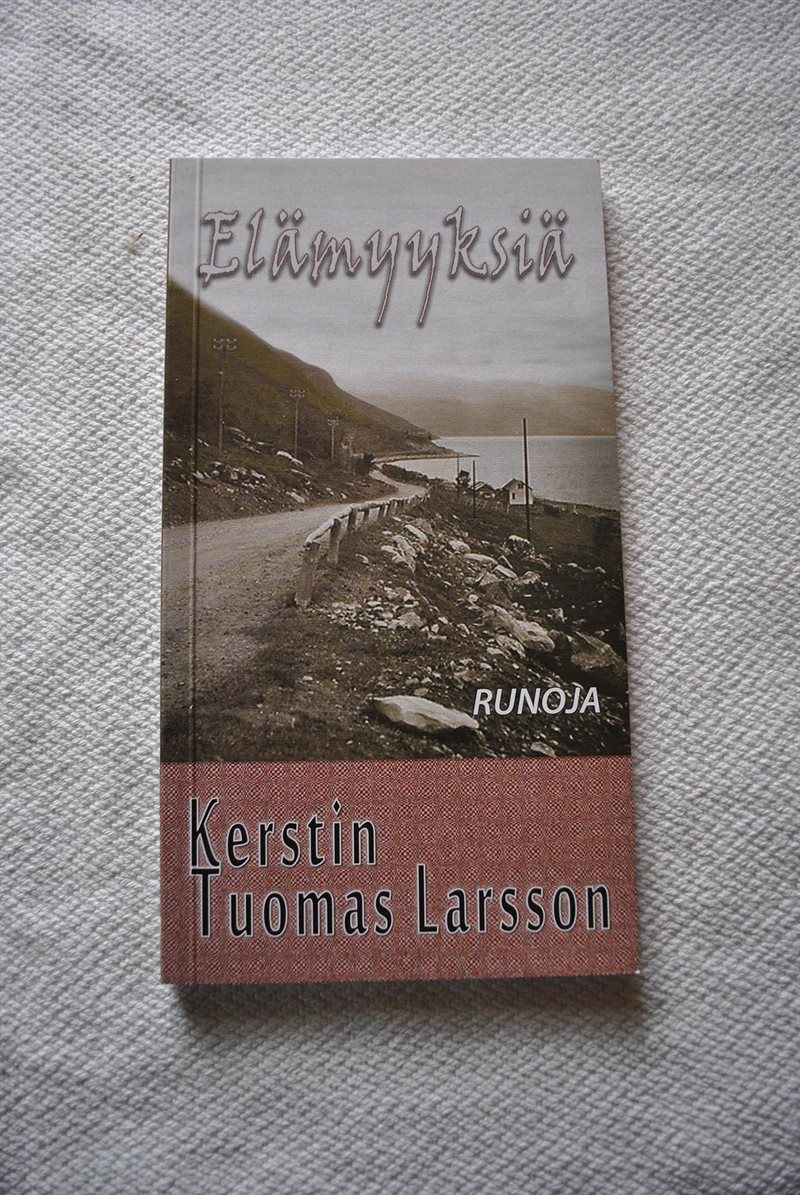 Elämyyksiä
RUNOJA
Kerstin
Tuomas Larsson